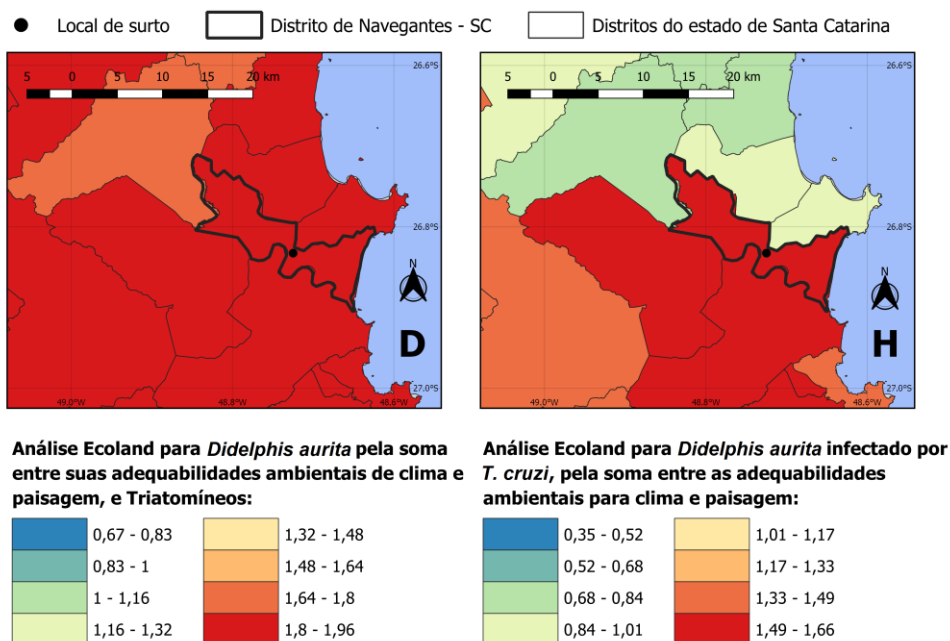 Local de surto
Distrito de Navegantes - SC
Distritos do estado de Santa Catarina
5 0 5 10 15 20 km
26.6°S
26.8°S
27.0°S
49.0°W 48.8°W 48.6°W
N
D
5 0 5 10 15 20 km
26.6°S
26.8°S
27.0°S
49.0°W 48.8°W 48.6°W
N
H
Análise Ecoland para Didelphis aurita pela soma
entre suas adequabilidades ambientais de clima e
paisagem, e Triatomíneos:
0,67 - 0,83
0,83 - 1
1 - 1,16
1,16 - 1,32
1,32 - 1,48
1,48 - 1,64
1,64 - 1,8
1,8 - 1,96
Análise Ecoland para Didelphis aurita infectado por
T. cruzi, pela soma entre as adequabilidades
ambientais para clima e paisagem:
0,35 - 0,52
0,52 - 0,68
0,68 - 0,84
0,84 - 1,01
1,01 - 1,17
1,17 - 1,33
1,33 - 1,49
1,49 - 1,66